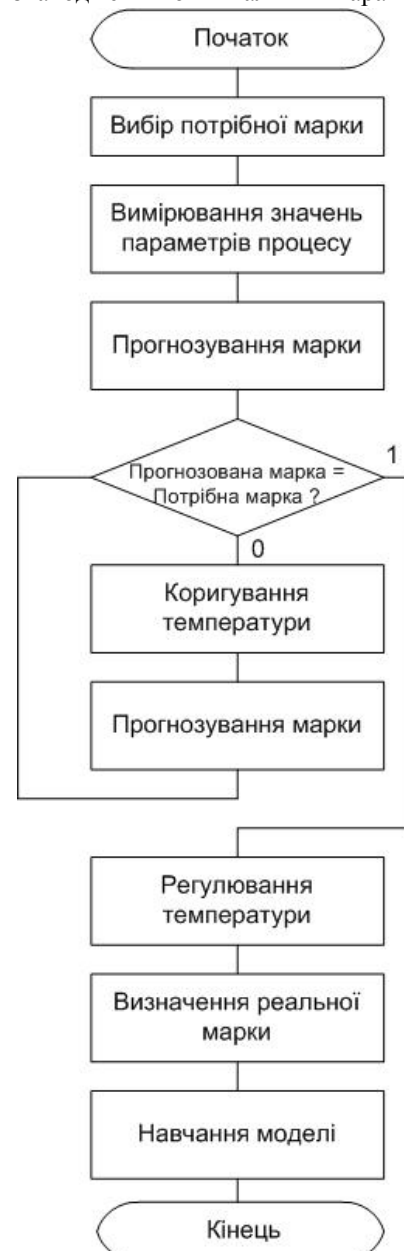 Початок
Вибір потрібної марки
Вимірювання значень
параметрів процесу
Прогнозування марки
Прогнозована марка =
Потрібна марка ?
1
0
Коригування
температури
Прогнозування марки
Регулювання
температури
Визначення реальної
марки
Навчання моделі
Кінець